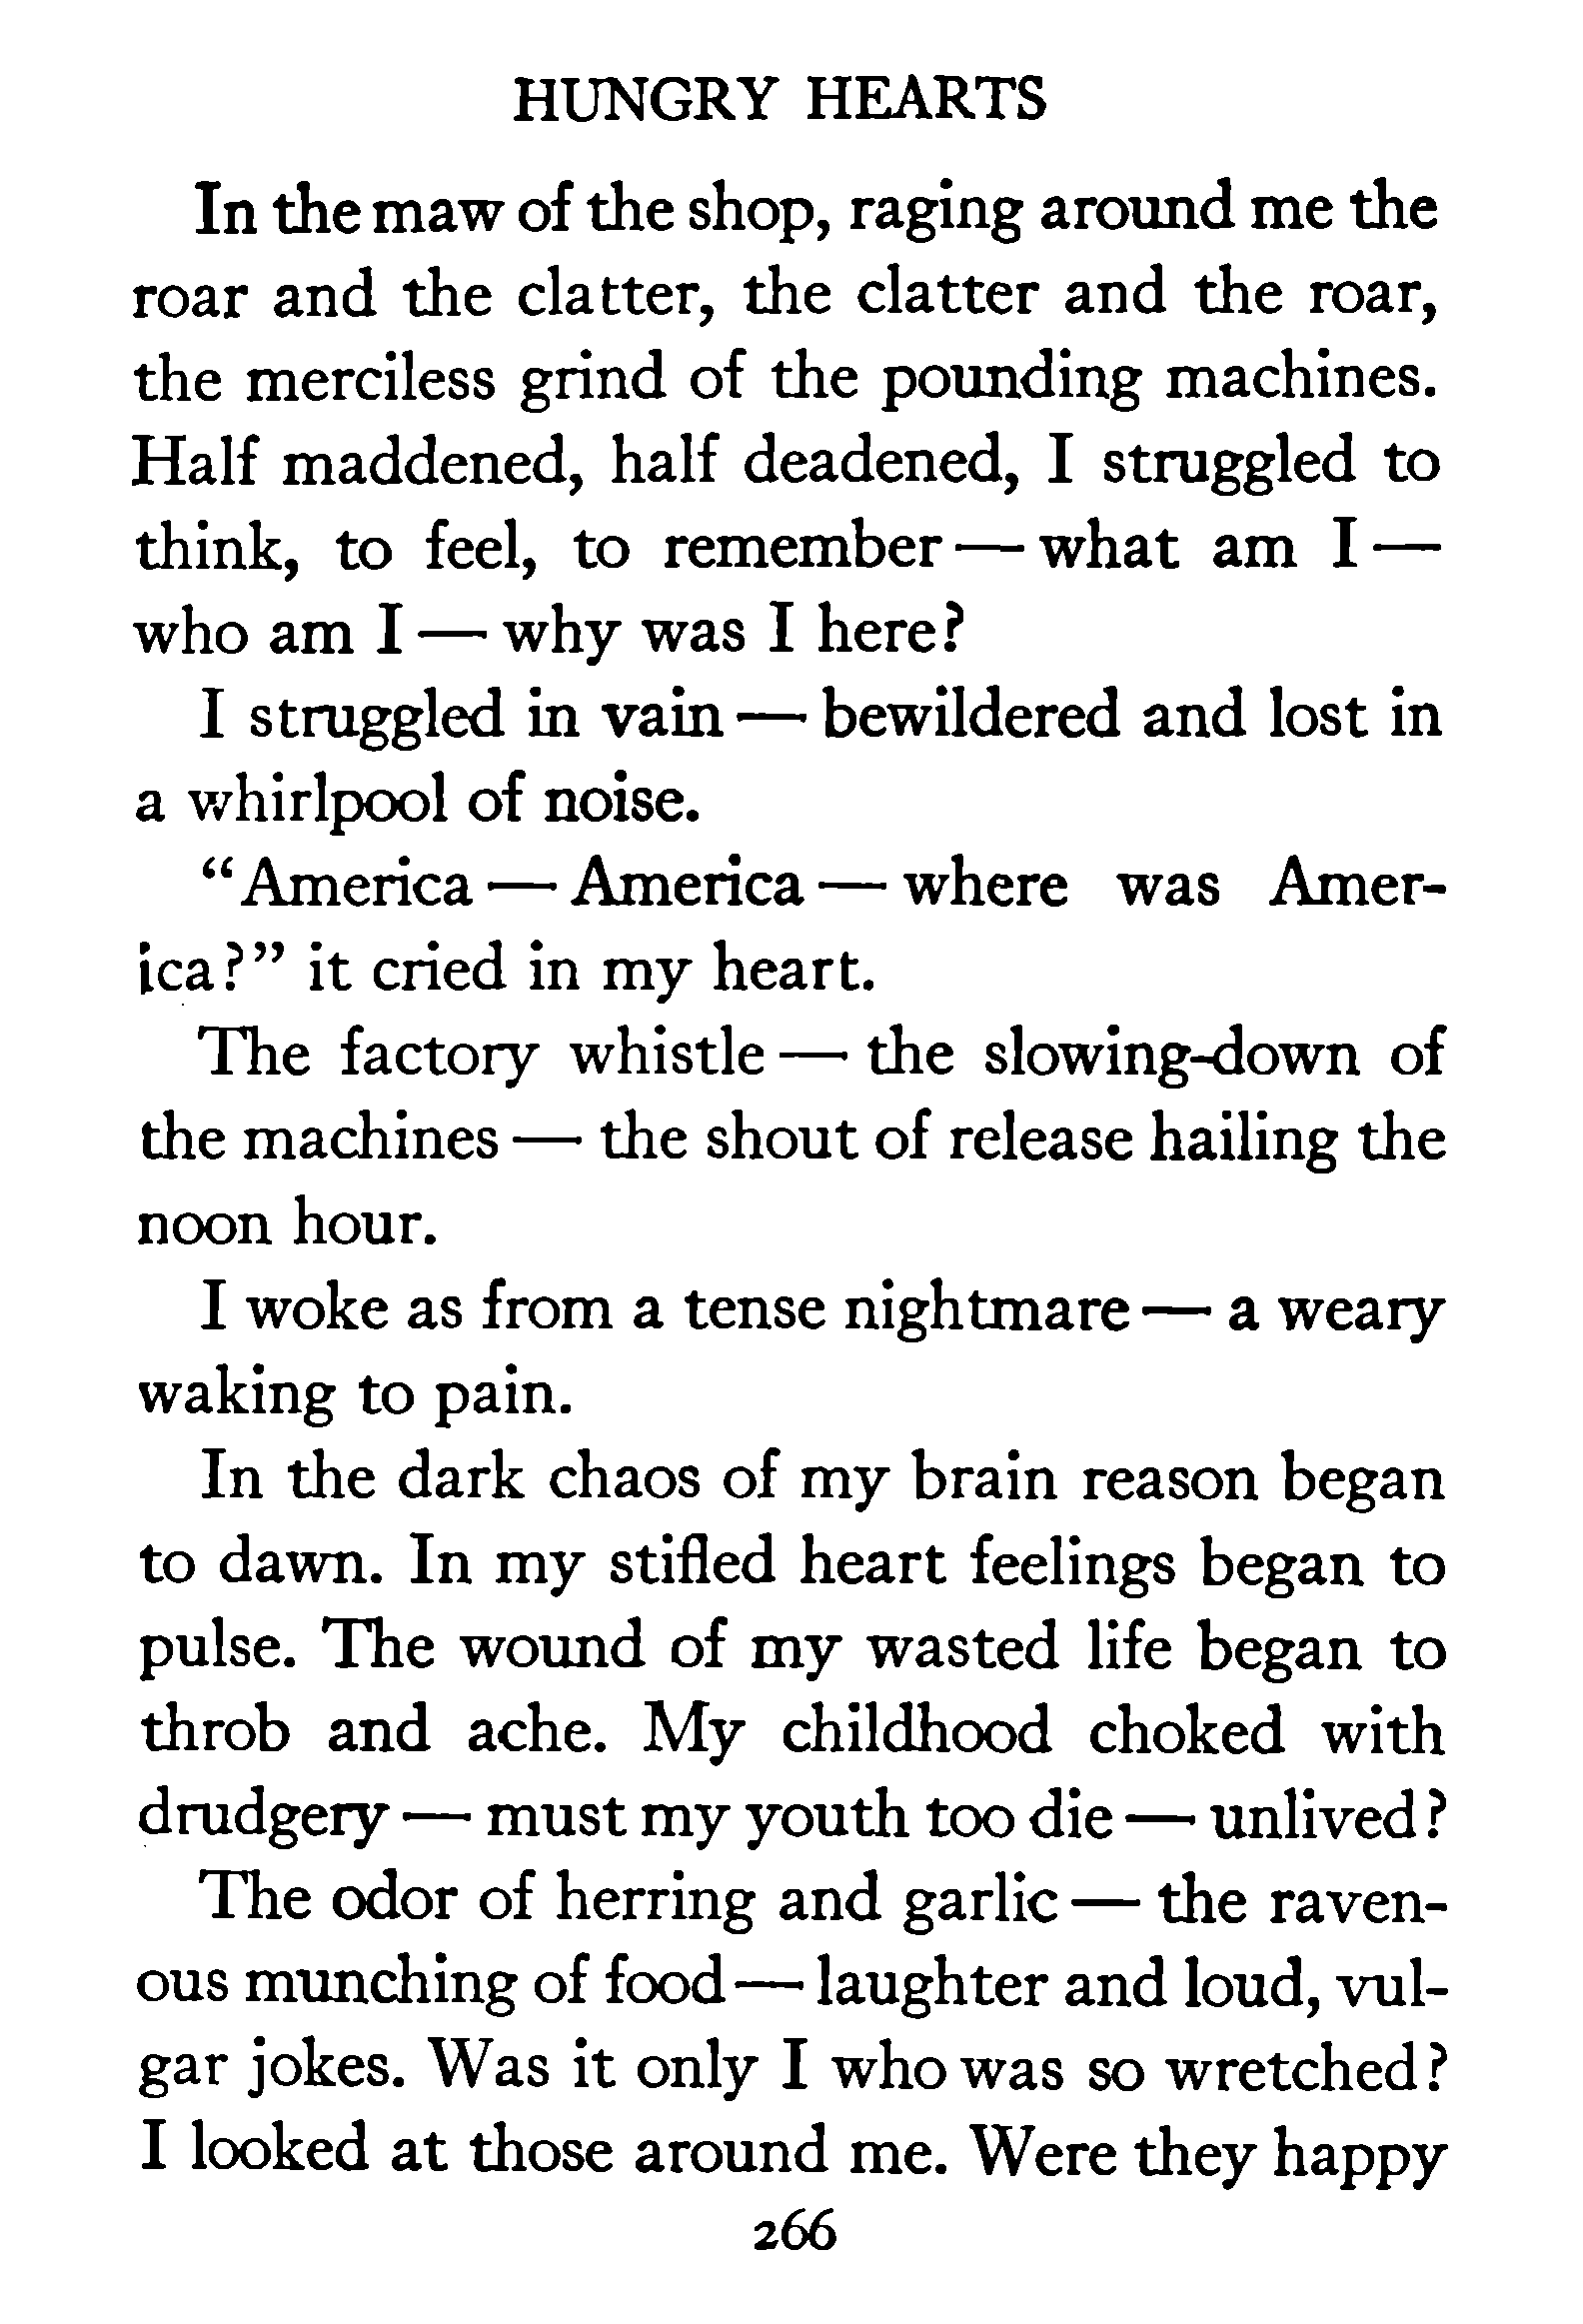 HUNGRY HEARTS
In the maw of the shop, raging around me the
roar and the clatter, the clatter and the roar,
the merciless grind of the pounding machines.
Half maddened, half deadened, I struggled to
think, to feel, to remember — what am I —
who am I — why was I here?
I struggled in vain — bewildered and lost in
a whirlpool of noise.
“America — America — where was Amer-
ica?” it cried in my heart.
The factory whistle — the slowing-down of
the machines — the shout of release hailing the
noon hour.
I woke as from a tense nightmare — a weary
waking to pain.
In the dark chaos of my brain reason began
to dawn. In my stifled heart feelings began to
pulse. The wound of my wasted life began to
throb and ache. My childhood choked with
drudgery — must my youth too die — unlived?
The odor of herring and garlic — the raven-
ous munching of food — laughter and loud, vul-
gar jokes. Was it only I who was so wretched?
I looked at those around me. Were they happy
266